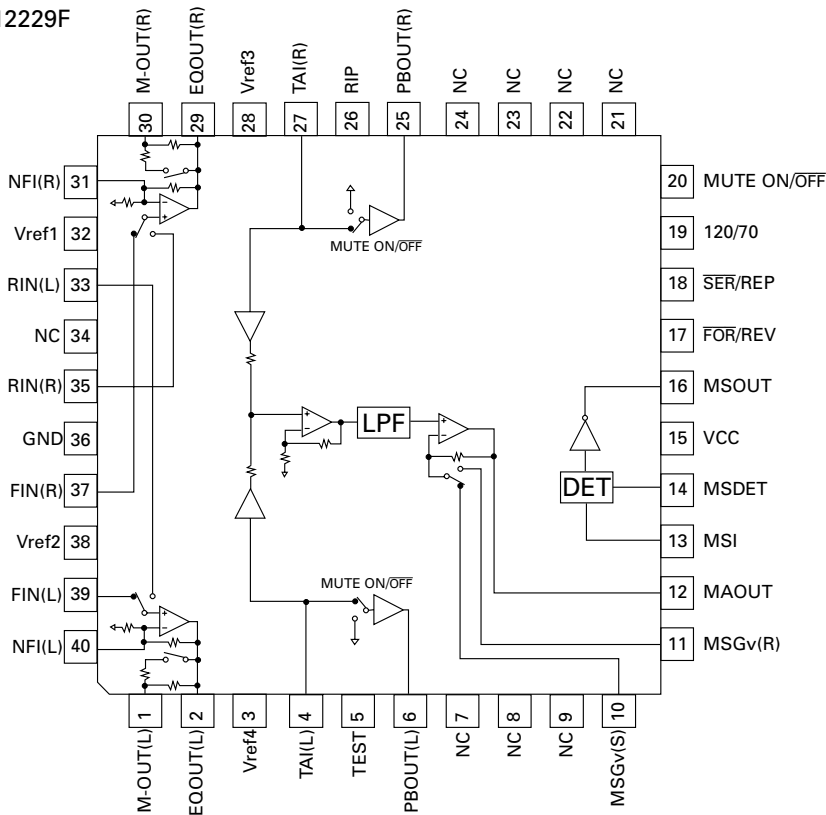 12229F
M-OUT(R)
EQOUT(R)
Vref3
TAI(R)
RIP
PBOUT(R)
NC
NC
NC
NC
30
29
28
27
26
25
24
23
22
21
NFI(R) 31
20 MUTE ON/OFF
Vref1 32
19 120/70
MUTE ON/OFF
RIN(L) 33
18 SER/REP
NC 34
17 FOR/REV
RIN(R) 35
16 MSOUT
LPF
GND 36
15 VCC
FIN(R) 37
DET
14 MSDET
Vref2 38
13 MSI
MUTE ON/OFF
FIN(L) 39
12 MAOUT
NFI(L) 40
11 MSGv(R)
1
2
3
4
5
6
7
8
9
10
M-OUT(L)
EQOUT(L)
Vref4
TAI(L)
TEST
PBOUT(L)
NC
NC
NC
MSGv(S)